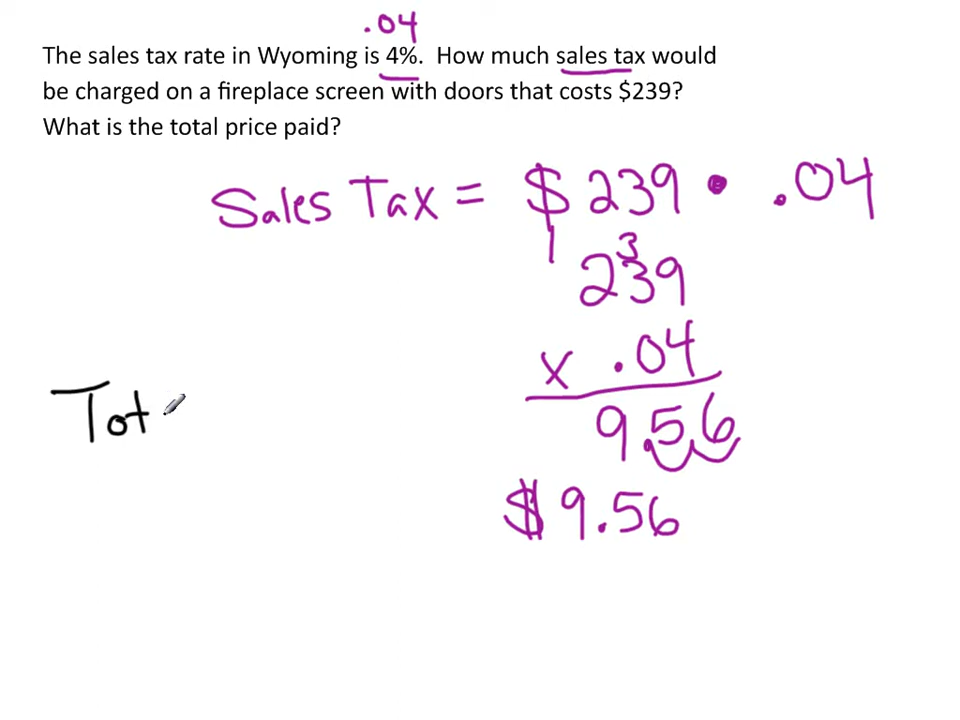 .04
The sales tax rate in Wyoming is 4%. How much sales tax would
be charged on a fireplace screen with doors that costs $239?
What is the total price paid?
Sales Tax = $239 • .04
1 3
239
x .04
9.56
$9.56
Tot